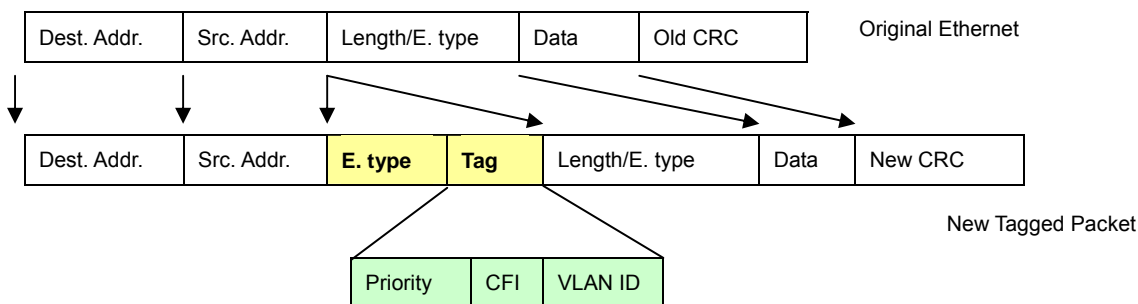 Dest. Addr. Src. Addr. Length/E. type Data Old CRC Original Ethernet
Dest. Addr. Src. Addr. E. type Tag Length/E. type Data New CRC
New Tagged Packet
Priority CFI VLAN ID